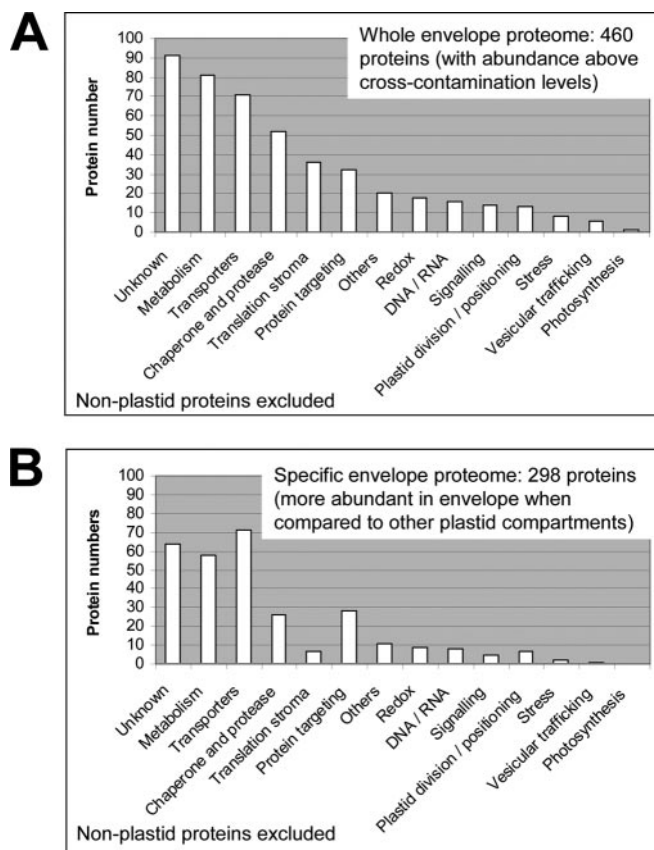 A
Whole envelope proteome: 460
proteins (with abundance above
cross-contamination levels)
Protein number
100
90
80
70
60
50
40
30
20
10
0
Unknown
Metabolism
Transporters
Chaperone and protease
Translation stroma
Protein targeting
Others
Redox
DNA / RNA
Signalling
Plastid division / positioning
Stress
Vesicular trafficking
Photosynthesis
Non-plastid proteins excluded
B
Specific envelope proteome: 298 proteins
(more abundant in envelope when
compared to other plastid compartments)
Protein numbers
100
90
80
70
60
50
40
30
20
10
0
Unknown
Metabolism
Transporters
Chaperone and protease
Translation stroma
Protein targeting
Others
Redox
DNA / RNA
Signalling
Plastid division / positioning
Stress
Vesicular trafficking
Photosynthesis
Non-plastid proteins excluded